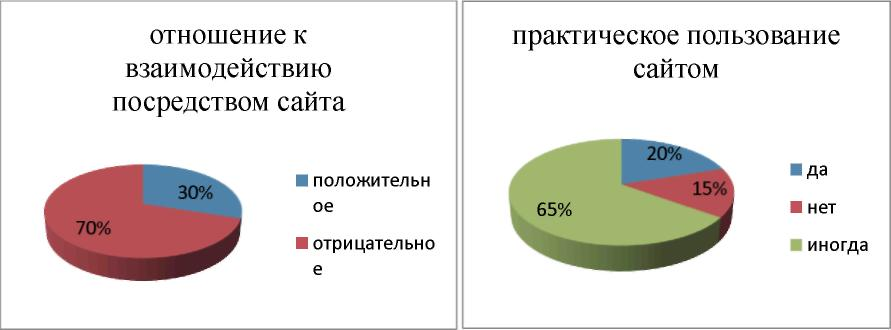 отношение к
взаимодействию
посредством сайта
30%
70%
положительн
ое
отрицательно
е
практическое пользование
сайтом
20%
15%
65%
да
нет
иногда